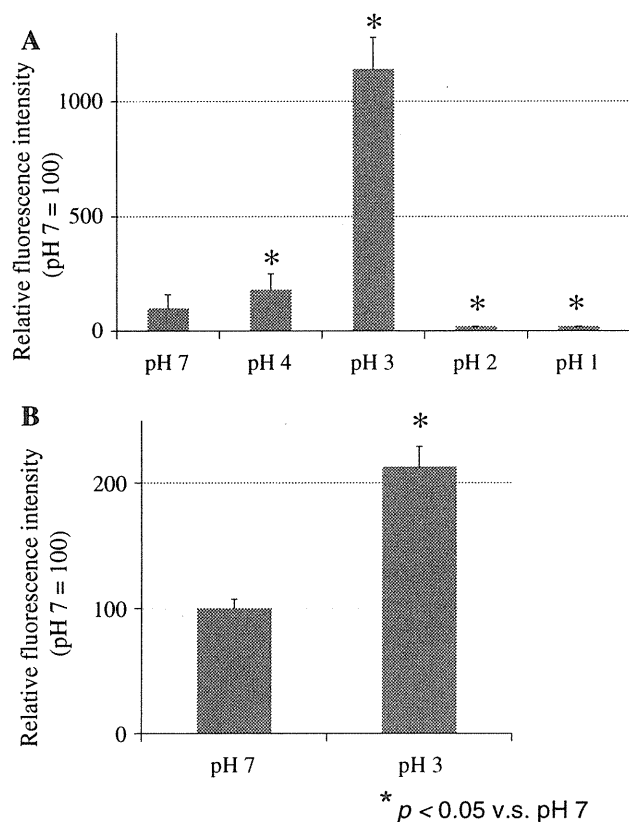 A
Relative fluorescence intensity
(pH 7 = 100)
1000
500
0
*
*
*
*
pH 7
pH 4
pH 3
pH 2
pH 1
B
Relative fluorescence intensity
(pH 7 = 100)
200
100
0
*
pH 7
pH 3
* p < 0.05 v.s. pH 7